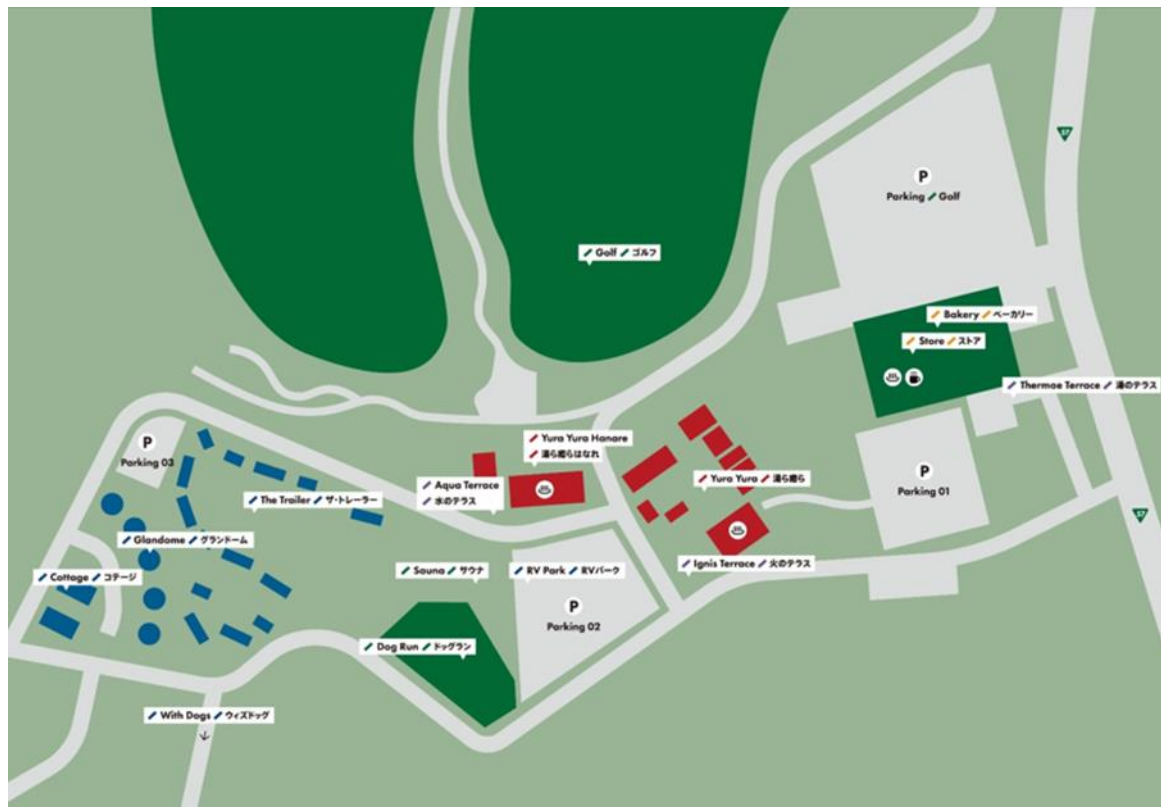 57
P
Parking Golf
Golf ゴルフ
Bakery ベーカリー
Store ストア
Thermae Terrace 湯のテラス
Yura Yura Hanare
湯ら癒らはなれ
P
Parking 03
P
Parking 01
Aqua Terrace
水のテラス
Yura Yura 湯ら癒ら
The Trailer ザ・トレーラー
57
Glandome グランドーム
Ignis Terrace 火のテラス
Sauna サウナ
RV Park RVパーク
Cottage コテージ
P
Parking 02
Dog Run ドッグラン
With Dogs ウィズドッグ